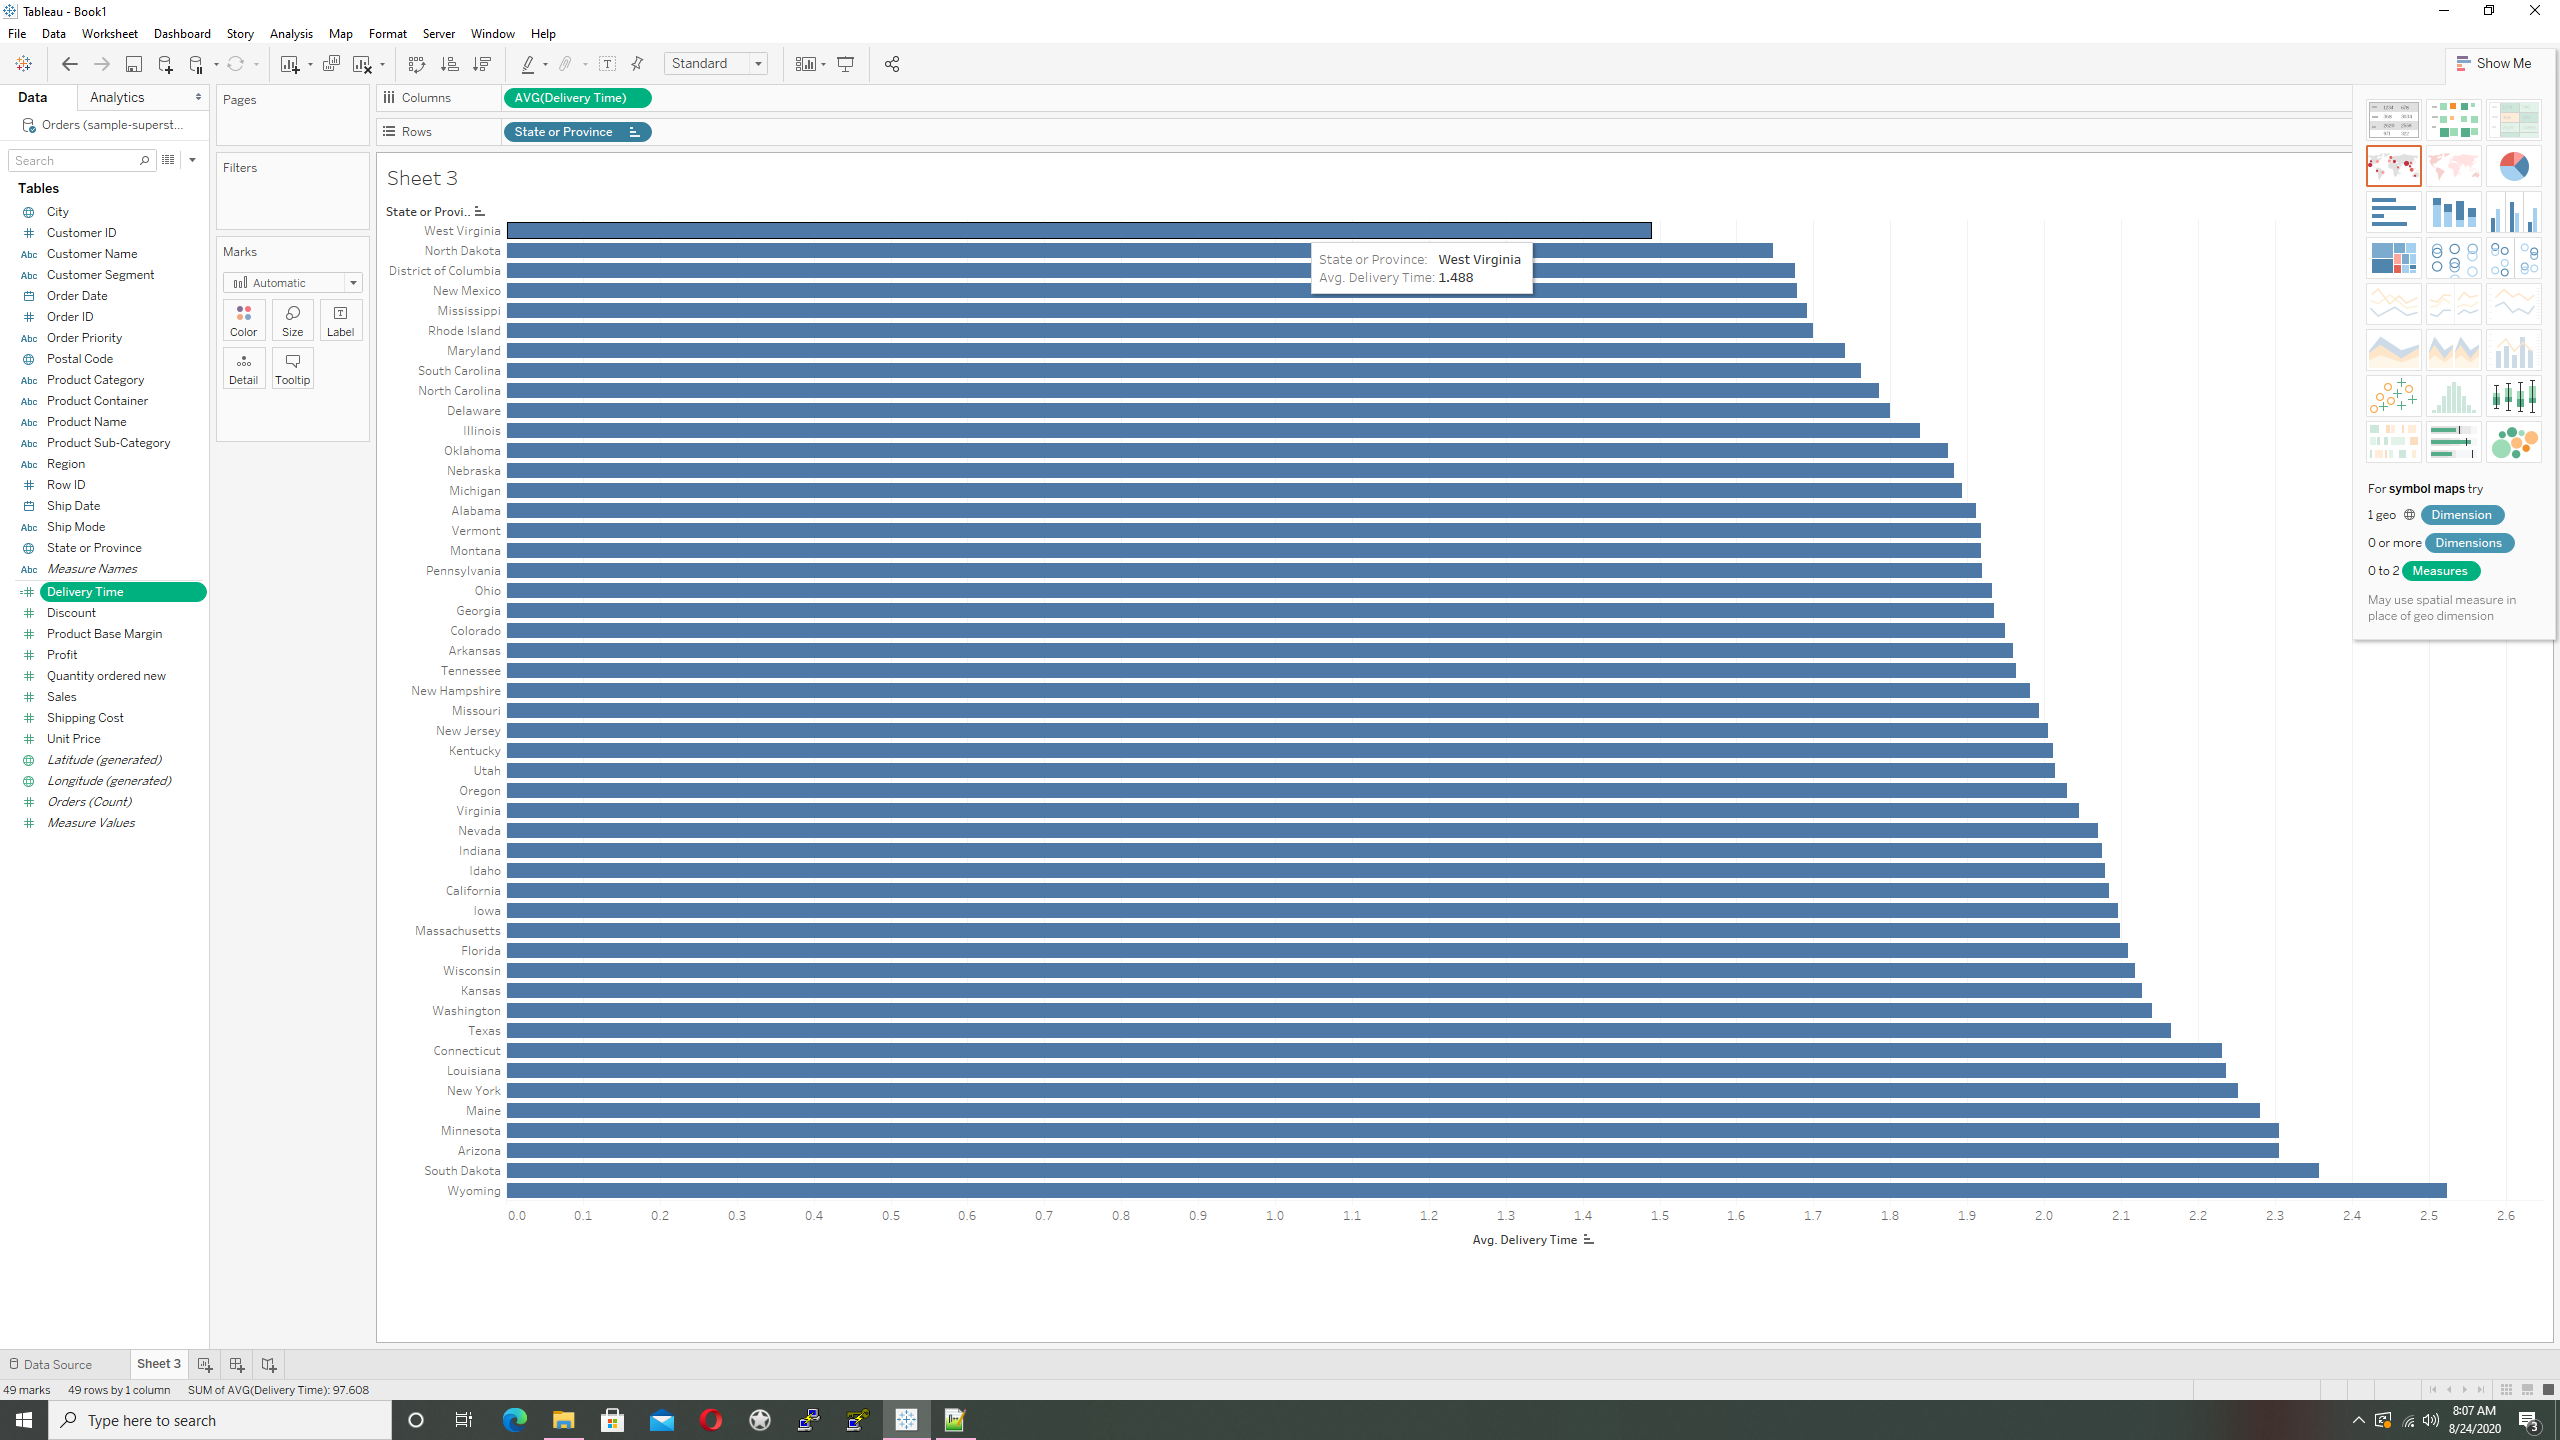 Tableau - Book1
File Data Worksheet Dashboard Story Analysis Map Format Server Window Help
Standard
Show Me
Data Analytics
Orders (sample-superst...
Search
Tables
City
Customer ID
Abc Customer Name
Abc Customer Segment
Order Date
Order ID
Abc Order Priority
Postal Code
Abc Product Category
Abc Product Container
Abc Product Name
Abc Product Sub-Category
Abc Region
Row ID
Ship Date
Abc Ship Mode
State or Province
Abc Measure Names
=# Delivery Time
# Discount
# Product Base Margin
# Profit
# Quantity ordered new
# Sales
# Shipping Cost
# Unit Price
Latitude (generated)
Longitude (generated)
# Orders (Count)
# Measure Values
Pages
Filters
Marks
Automatic
Color Size Label
Detail Tooltip
Columns AVG(Delivery Time)
Rows State or Province
Sheet 3
State or Provi..
West Virginia
North Dakota
District of Columbia
New Mexico
Mississippi
Rhode Island
Maryland
South Carolina
North Carolina
Delaware
Illinois
Oklahoma
Nebraska
Michigan
Alabama
Vermont
Montana
Pennsylvania
Ohio
Georgia
Colorado
Arkansas
Tennessee
New Hampshire
Missouri
New Jersey
Kentucky
Utah
Oregon
Virginia
Nevada
Indiana
Idaho
California
Iowa
Massachusetts
Florida
Wisconsin
Kansas
Washington
Texas
Connecticut
Louisiana
New York
Maine
Minnesota
Arizona
South Dakota
Wyoming
State or Province: West Virginia
Avg. Delivery Time: 1.488
0.0 0.1 0.2 0.3 0.4 0.5 0.6 0.7 0.8 0.9 1.0 1.1 1.2 1.3 1.4 1.5 1.6 1.7 1.8 1.9 2.0 2.1 2.2 2.3 2.4 2.5 2.6
Avg. Delivery Time
For symbol maps try
1 geo Dimension
0 or more Dimensions
0 to 2 Measures
May use spatial measure in
place of geo dimension
Data Source Sheet 3
49 marks 49 rows by 1 column SUM of AVG(Delivery Time): 97.608
Type here to search
8:07 AM
8/24/2020
3